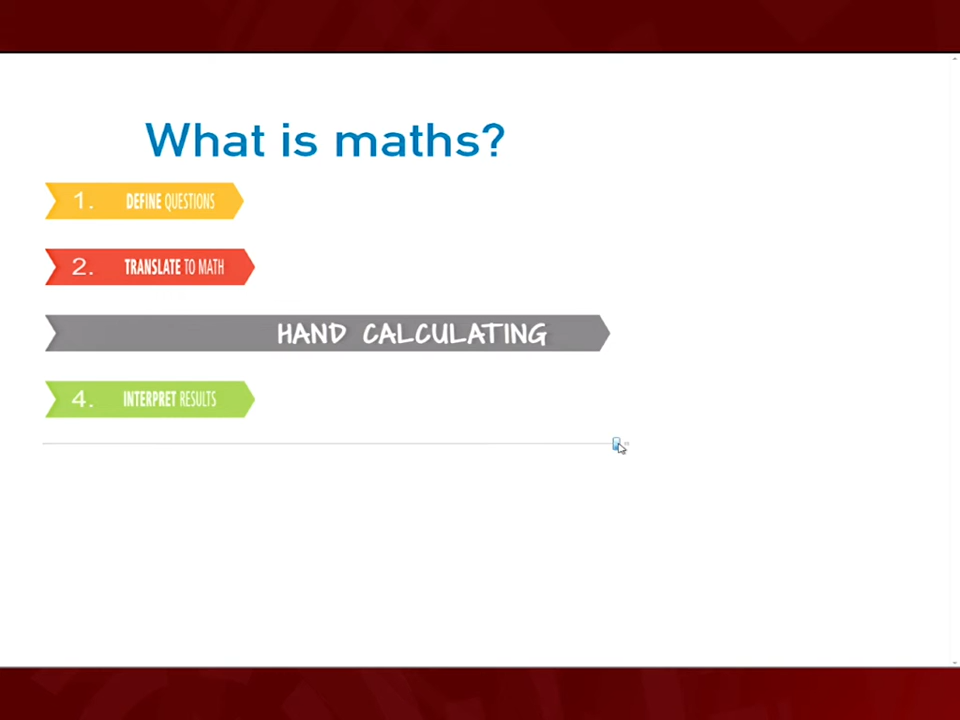 What is maths?
1. DEFINE QUESTIONS
2. TRANSLATE TO MATH
HAND CALCULATING
4. INTERPRET RESULTS